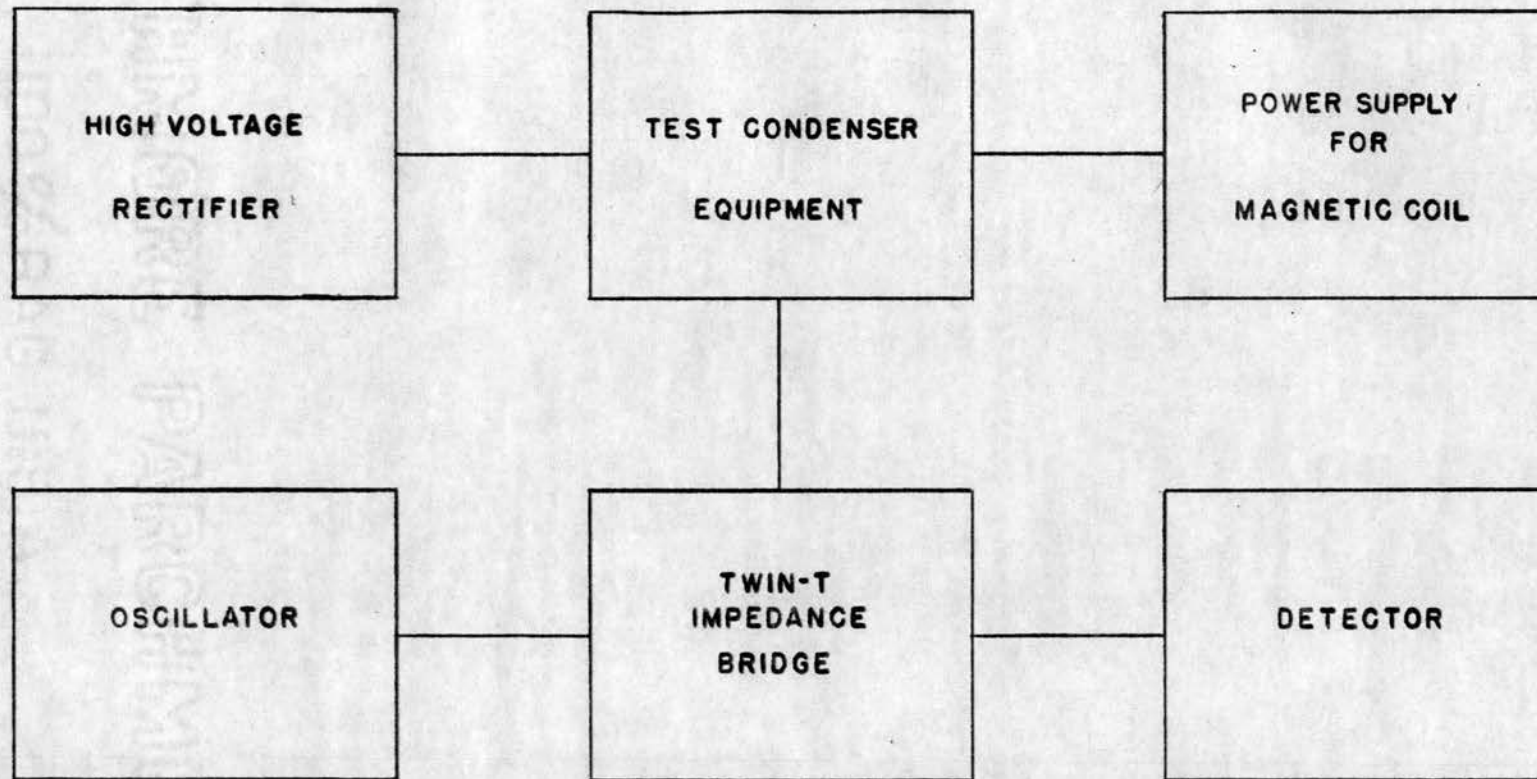 HIGH VOLTAGE
RECTIFIER
TEST CONDENSER
EQUIPMENT
POWER SUPPLY
FOR
MAGNETIC COIL
OSCILLATOR
TWIN-T
IMPEDANCE
BRIDGE
DETECTOR